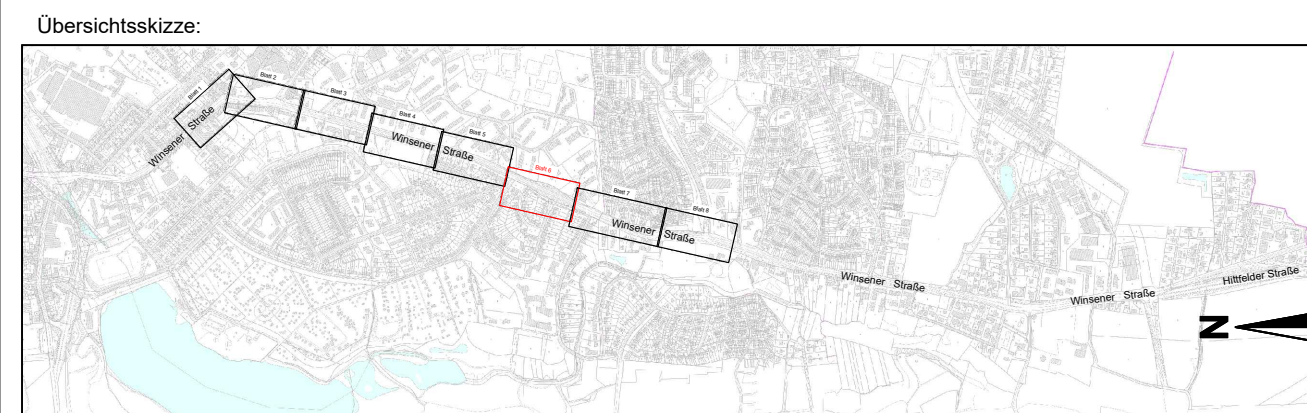 Übersichtsskizze:
Blatt 1
Blatt 2
Blatt 3
Blatt 4
Blatt 5
Blatt 6
Blatt 7
Blatt 8
Winsener Straße
Winsener Straße
Winsener Straße
Winsener Straße
Winsener Straße
Hittfelder Straße
N